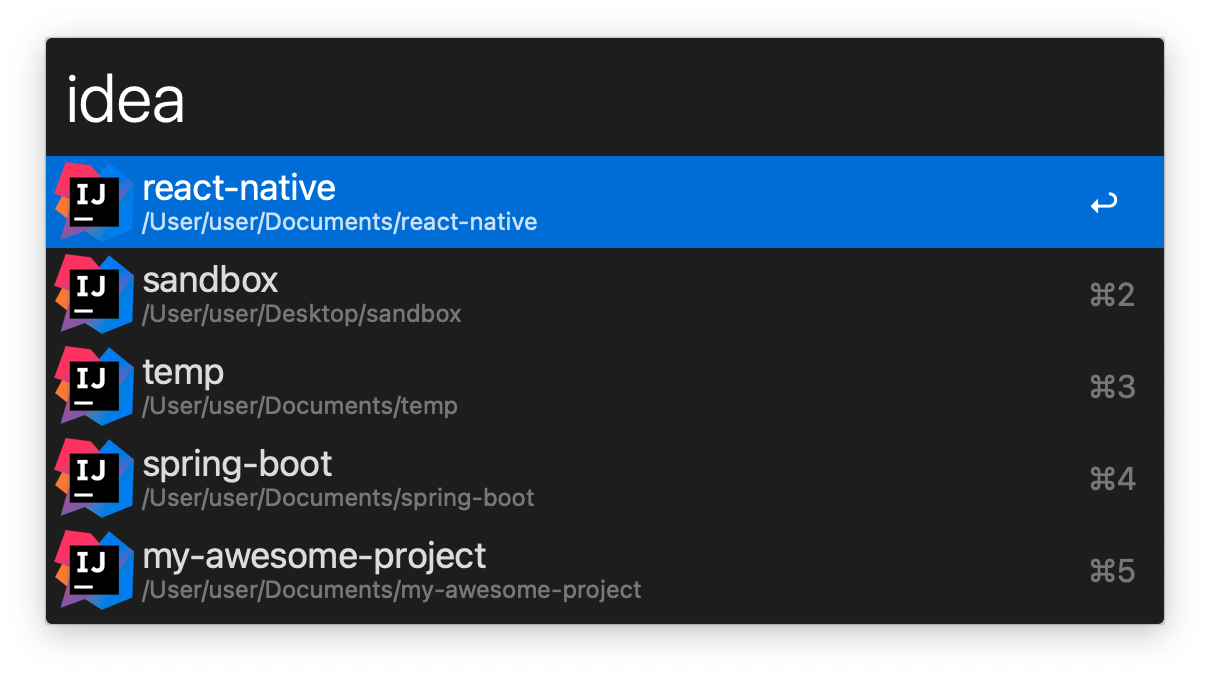 idea
IJ
react-native
/User/user/Documents/react-native
IJ
sandbox
/User/user/Desktop/sandbox
⌘2
IJ
temp
/User/user/Documents/temp
⌘3
IJ
spring-boot
/User/user/Documents/spring-boot
⌘4
IJ
my-awesome-project
/User/user/Documents/my-awesome-project
⌘5